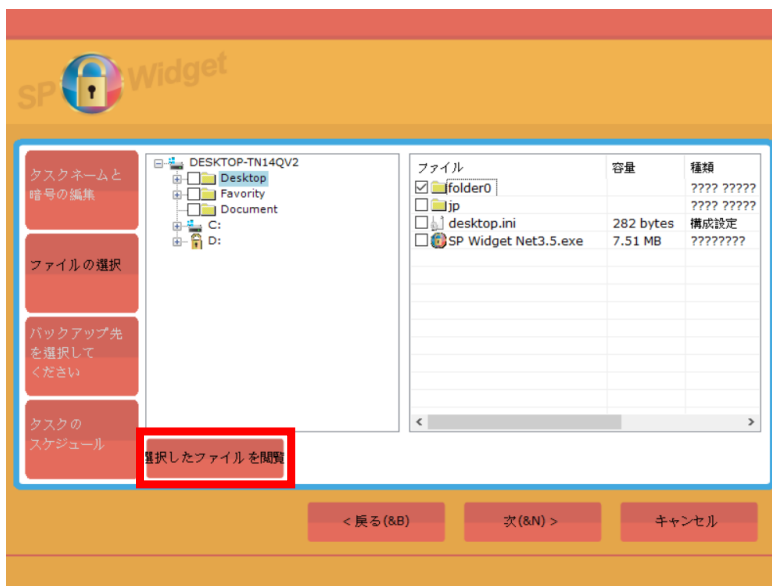 SP Widget
タスクネームと
暗号の編集
ファイルの選択
バックアップ先
を選択して
ください
タスクの
スケジュール
DESKTOP-TN14QV2
Desktop
Favority
Document
C:
D:
ファイル 容量 種類
folder0 ???? ?????
jp ???? ?????
desktop.ini 282 bytes 構成設定
SP Widget Net3.5.exe 7.51 MB ????????
選択したファイルを閲覧
< 戻る(&B) 次(&N) > キャンセル